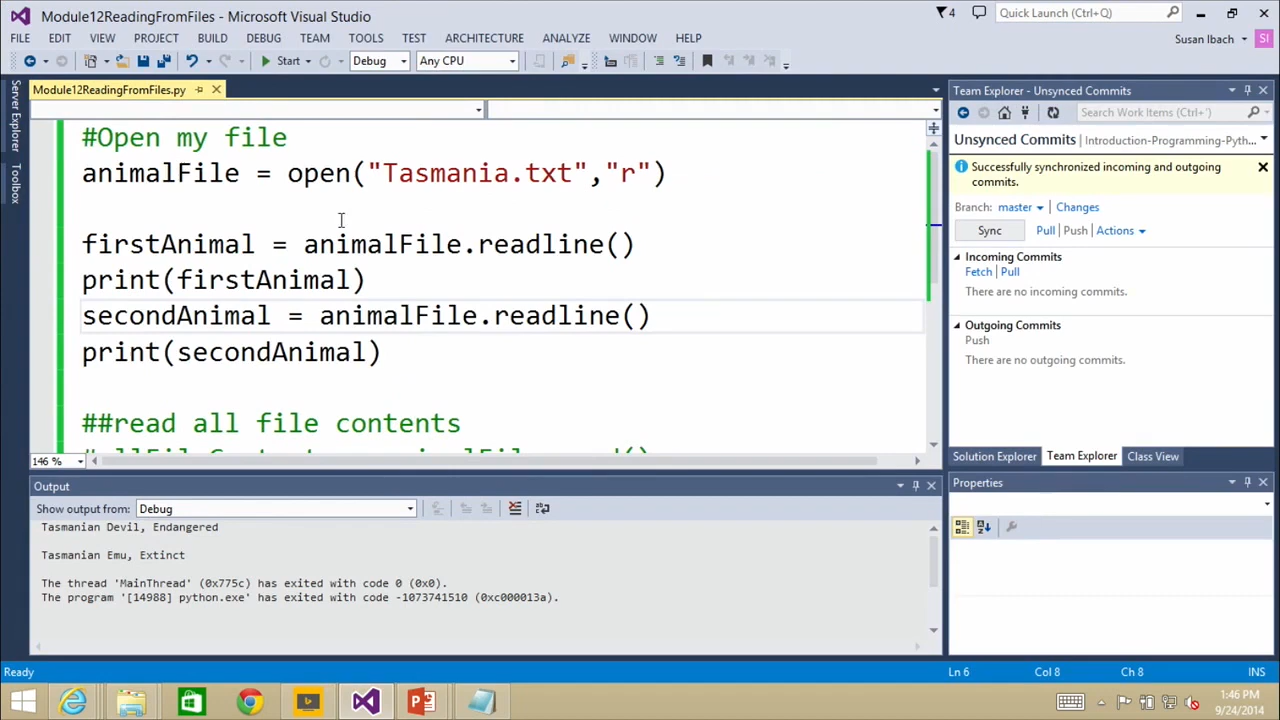 Module12ReadingFromFiles - Microsoft Visual Studio
4
Quick Launch (Ctrl+Q)
FILE EDIT VIEW PROJECT BUILD DEBUG TEAM TOOLS TEST ARCHITECTURE ANALYZE WINDOW HELP
Susan Ibach
SI
Start
Debug
Any CPU
Server Explorer
Toolbox
Module12ReadingFromFiles.py
#Open my file
animalFile = open("Tasmania.txt","r")
firstAnimal = animalFile.readline()
print(firstAnimal)
secondAnimal = animalFile.readline()
print(secondAnimal)
##read all file contents
146 %
Team Explorer - Unsynced Commits
Search Work Items (Ctrl+')
Unsynced Commits | Introduction-Programming-Pyth...
Successfully synchronized incoming and outgoing
commits.
Branch: master
Changes
Sync
Pull | Push | Actions
Incoming Commits
Fetch | Pull
There are no incoming commits.
Outgoing Commits
Push
There are no outgoing commits.
Solution Explorer Team Explorer Class View
Properties
Output
Show output from: Debug
Tasmanian Devil, Endangered
Tasmanian Emu, Extinct
The thread 'MainThread' (0x775c) has exited with code 0 (0x0).
The program '[14988] python.exe' has exited with code -1073741510 (0xc000013a).
Ready
Ln 6
Col 8
Ch 8
INS
1:46 PM
9/24/2014